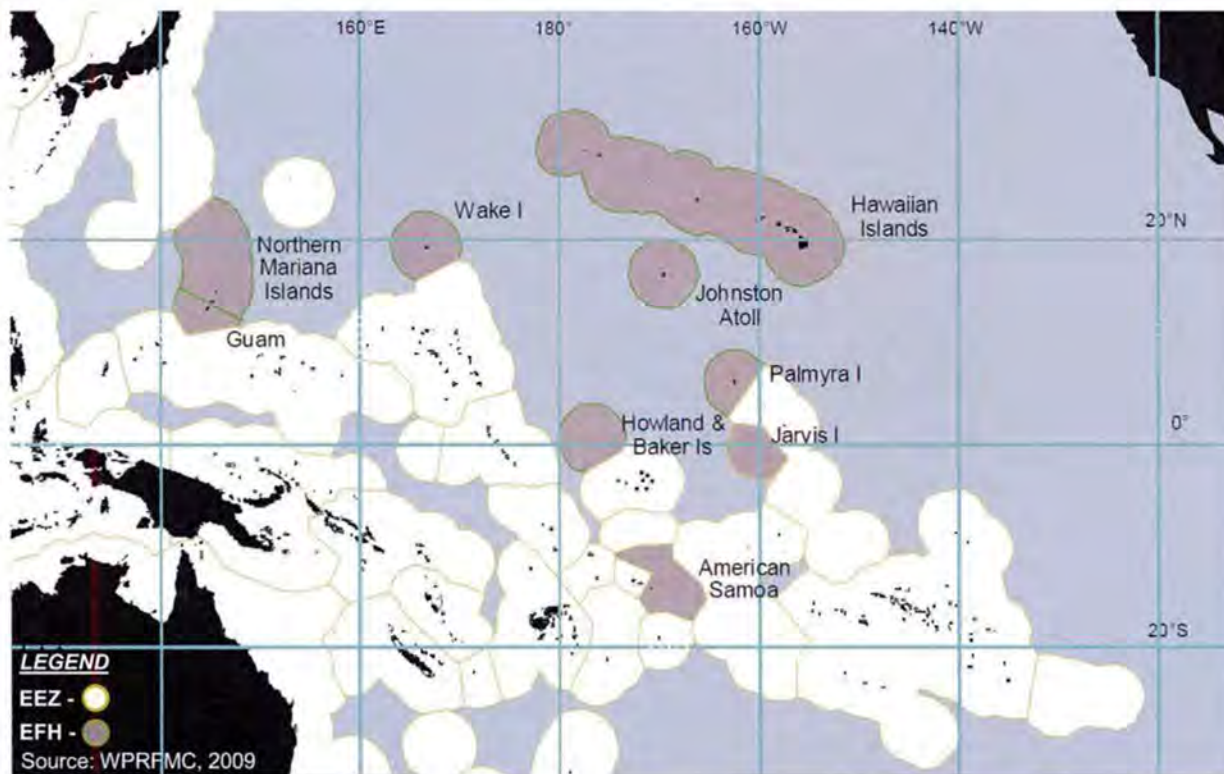 160°E
180°
160°W
140°W
Wake I
Hawaiian
Islands
20°N
Northern
Mariana
Islands
Johnston
Atoll
Guam
Palmyra I
Howland &
Baker Is
Jarvis I
0°
American
Samoa
20°S
LEGEND
EEZ -
EFH -
Source: WPRFMC, 2009